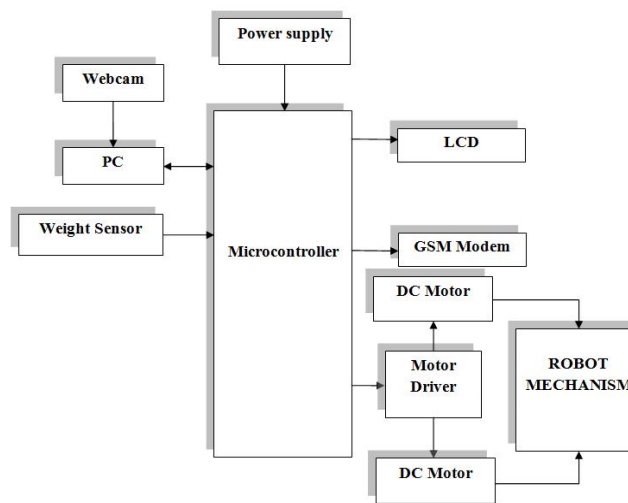 Power supply
Webcam
PC
LCD
Weight Sensor
Microcontroller
GSM Modem
DC Motor
Motor
Driver
ROBOT
MECHANISM
DC Motor